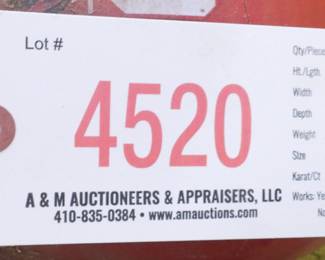 Lot #
4520
A & M AUCTIONEERS & APPRAISERS, LLC
410-835-0384 • www.amauctions.com
Qty/Piece
Ht./Lgth.
Width
Depth
Weight
Size
Karat/Ct
Works: Ye
No